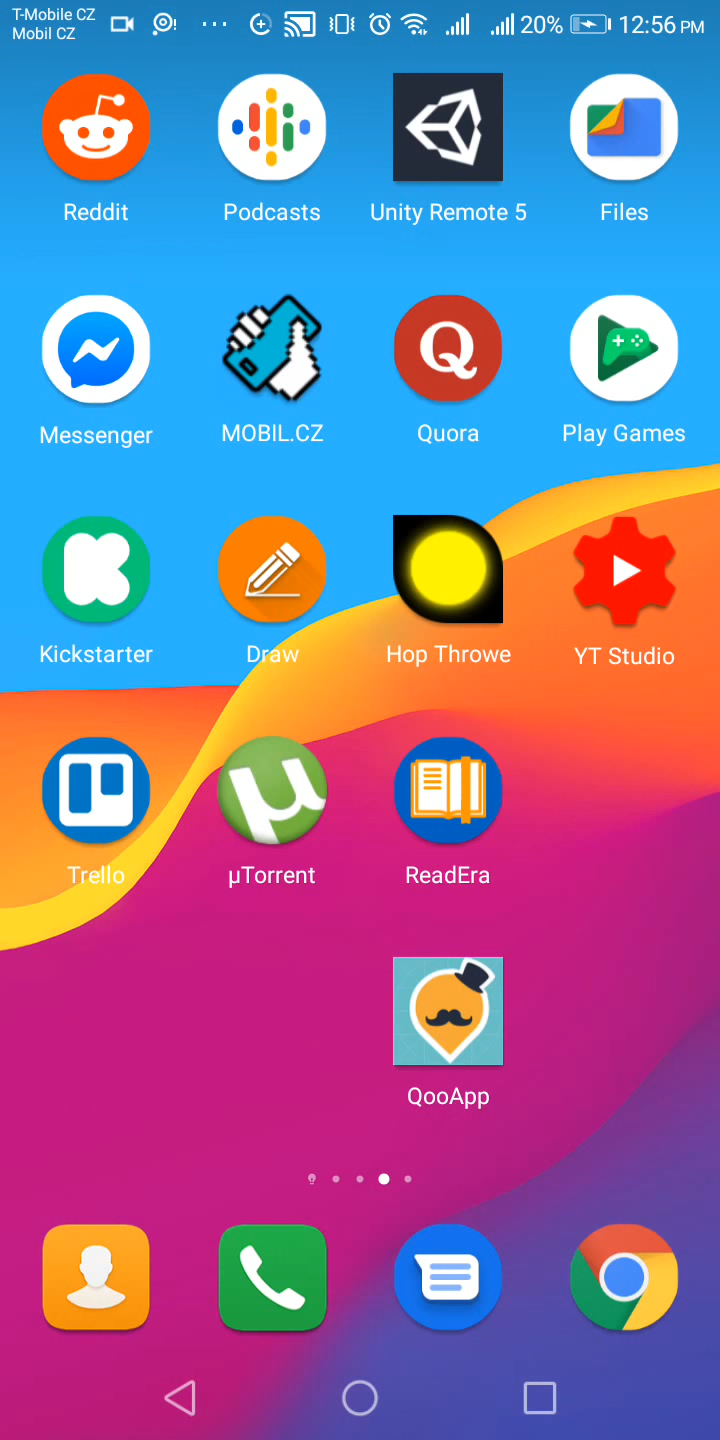 T-Mobile CZ
Mobil CZ
20%
12:56 PM
Reddit
Podcasts
Unity Remote 5
Files
Messenger
MOBIL.CZ
Quora
Play Games
Kickstarter
Draw
Hop Throwe
YT Studio
Trello
µTorrent
ReadEra
QooApp